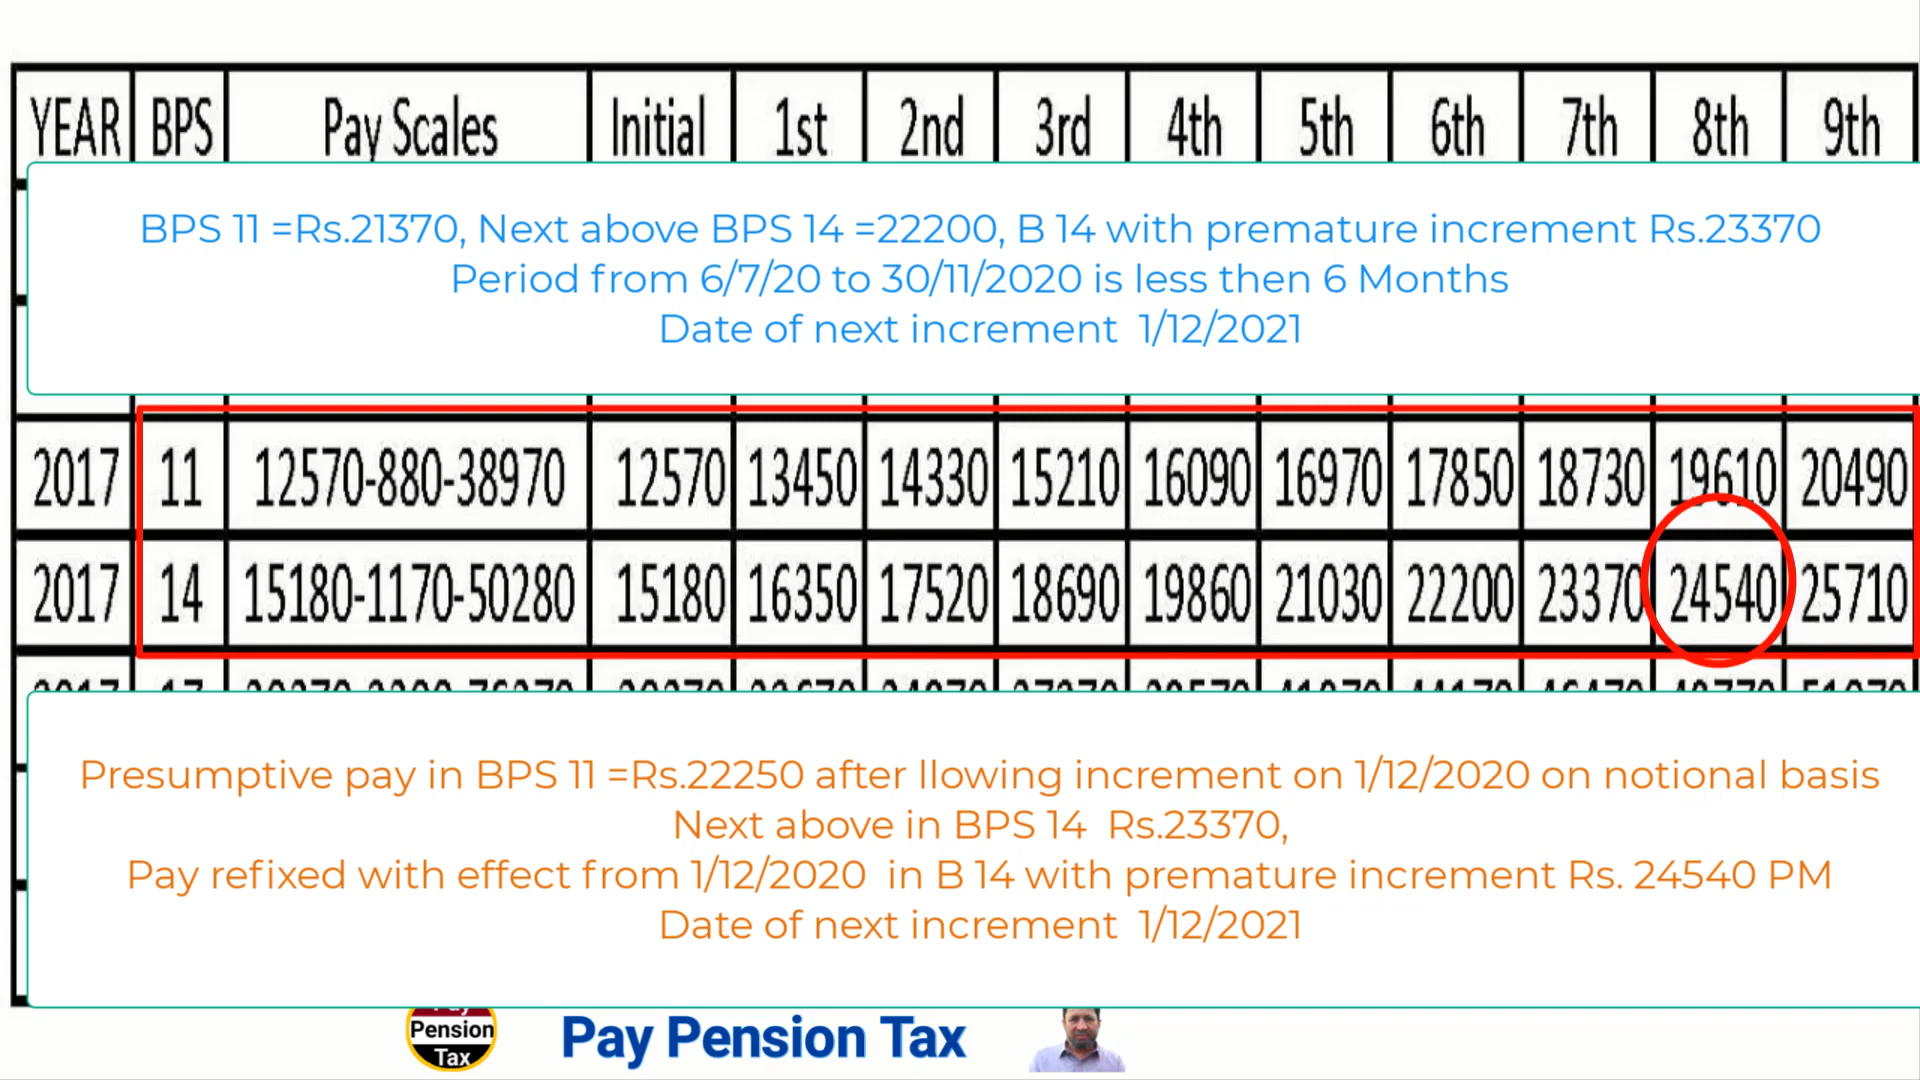 YEAR BPS Pay Scales Initial 1st 2nd 3rd 4th 5th 6th 7th 8th 9th
BPS 11 =Rs.21370, Next above BPS 14 =22200, B 14 with premature increment Rs.23370
Period from 6/7/20 to 30/11/2020 is less then 6 Months
Date of next increment 1/12/2021
2017 11 12570-880-38970 12570 13450 14330 15210 16090 16970 17850 18730 19610 20490
2017 14 15180-1170-50280 15180 16350 17520 18690 19860 21030 22200 23370 24540 25710
Presumptive pay in BPS 11 =Rs.22250 after llowing increment on 1/12/2020 on notional basis
Next above in BPS 14 Rs.23370,
Pay refixed with effect from 1/12/2020 in B 14 with premature increment Rs. 24540 PM
Date of next increment 1/12/2021
Pension
Tax
Pay Pension Tax